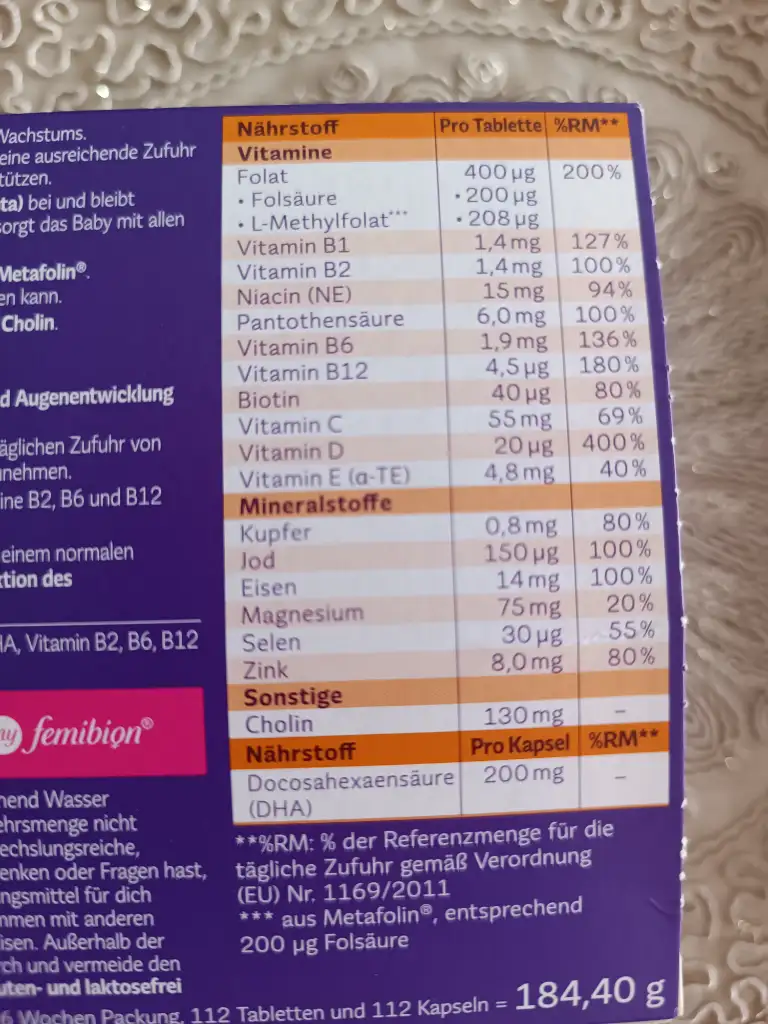 Wachstums.
eine ausreichende Zufuhr
tützen.
ta) bei und bleibt
sorgt das Baby mit allen
Metafolin®.
en kann.
Cholin.
d Augenentwicklung
äglichen Zufuhr von
nehmen.
ine B2, B6 und B12
einem normalen
ktion des
HA, Vitamin B2, B6, B12
my femibion®
hend Wasser
ehrsmenge nicht
echslungsreiche,
enken oder Fragen hast,
ngsmittel für dich
mmen mit anderen
isen. Außerhalb der
ch und vermeide den
uten- und laktosefrei
Nährstoff Pro Tablette %RM**
Vitamine
Folat 400 µg 200%
• Folsäure • 200 µg
• L-Methylfolat*** • 208 µg
Vitamin B1 1,4 mg 127%
Vitamin B2 1,4 mg 100%
Niacin (NE) 15 mg 94%
Pantothensäure 6,0 mg 100%
Vitamin B6 1,9 mg 136%
Vitamin B12 4,5 µg 180%
Biotin 40 µg 80%
Vitamin C 55 mg 69%
Vitamin D 20 µg 400%
Vitamin E (α-TE) 4,8 mg 40%
Mineralstoffe
Kupfer 0,8 mg 80%
Jod 150 µg 100%
Eisen 14 mg 100%
Magnesium 75 mg 20%
Selen 30 µg 55%
Zink 8,0 mg 80%
Sonstige
Cholin 130 mg –
Nährstoff Pro Kapsel %RM**
Docosahexaensäure 200 mg –
(DHA)
**%RM: % der Referenzmenge für die
tägliche Zufuhr gemäß Verordnung
(EU) Nr. 1169/2011
*** aus Metafolin®, entsprechend
200 µg Folsäure
6 Wochen Packung, 112 Tabletten und 112 Kapseln = 184,40 g